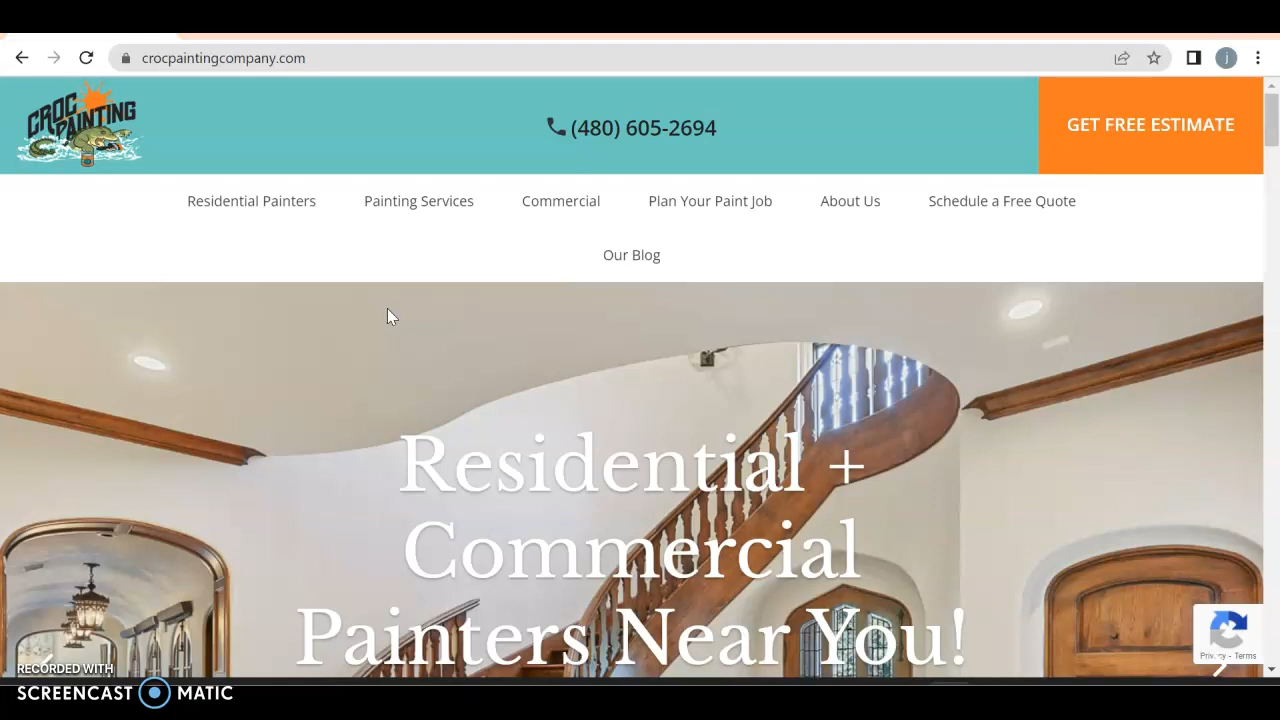 crocpaintingcompany.com
j
CROC
PAINTING
(480) 605-2694
GET FREE ESTIMATE
Residential Painters
Painting Services
Commercial
Plan Your Paint Job
About Us
Schedule a Free Quote
Our Blog
Residential +
Commercial
Painters Near You!
Privacy - Terms
RECORDED WITH
SCREENCAST MATIC